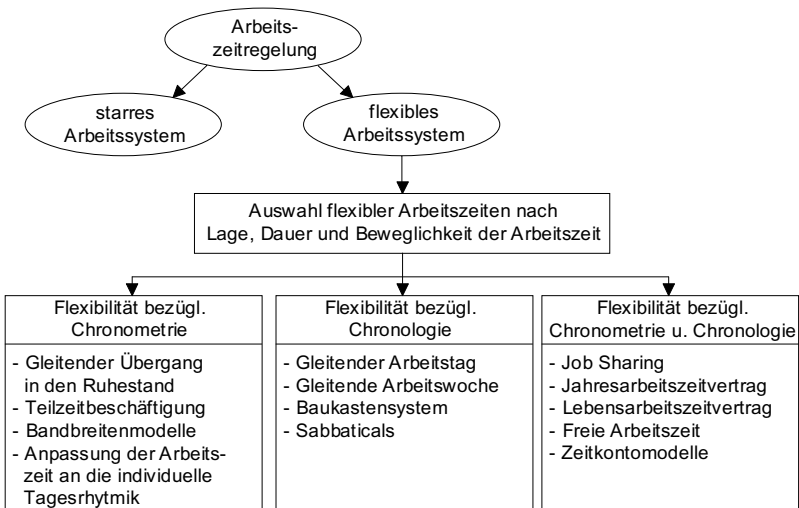 Arbeits-
zeitregelung
starres
Arbeitssystem
flexibles
Arbeitssystem
Auswahl flexibler Arbeitszeiten nach
Lage, Dauer und Beweglichkeit der Arbeitszeit
Flexibilität bezügl.
Chronometrie
- Gleitender Übergang
in den Ruhestand
- Teilzeitbeschäftigung
- Bandbreitenmodelle
- Anpassung der Arbeits-
zeit an die individuelle
Tagesrhytmik
Flexibilität bezügl.
Chronologie
- Gleitender Arbeitstag
- Gleitende Arbeitswoche
- Baukastensystem
- Sabbaticals
Flexibilität bezügl.
Chronometrie u. Chronologie
- Job Sharing
- Jahresarbeitszeitvertrag
- Lebensarbeitszeitvertrag
- Freie Arbeitszeit
- Zeitkontomodelle